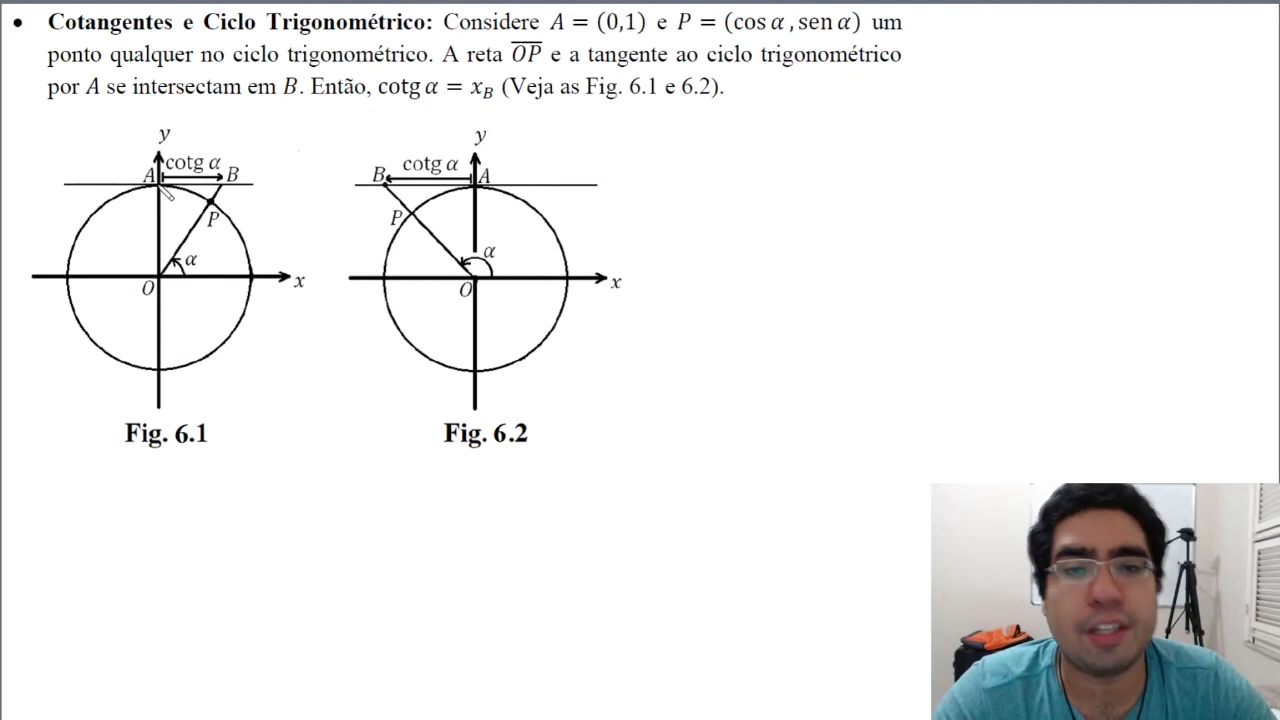 • Cotangentes e Ciclo Trigonométrico: Considere A = (0,1) e P = (cos α , sen α) um
ponto qualquer no ciclo trigonométrico. A reta O̅P̅ e a tangente ao ciclo trigonométrico
por A se intersectam em B. Então, cotg α = x_B (Veja as Fig. 6.1 e 6.2).
y
cotg α
A
B
P
α
O
x
Fig. 6.1
y
cotg α
B
A
P
α
O
x
Fig. 6.2